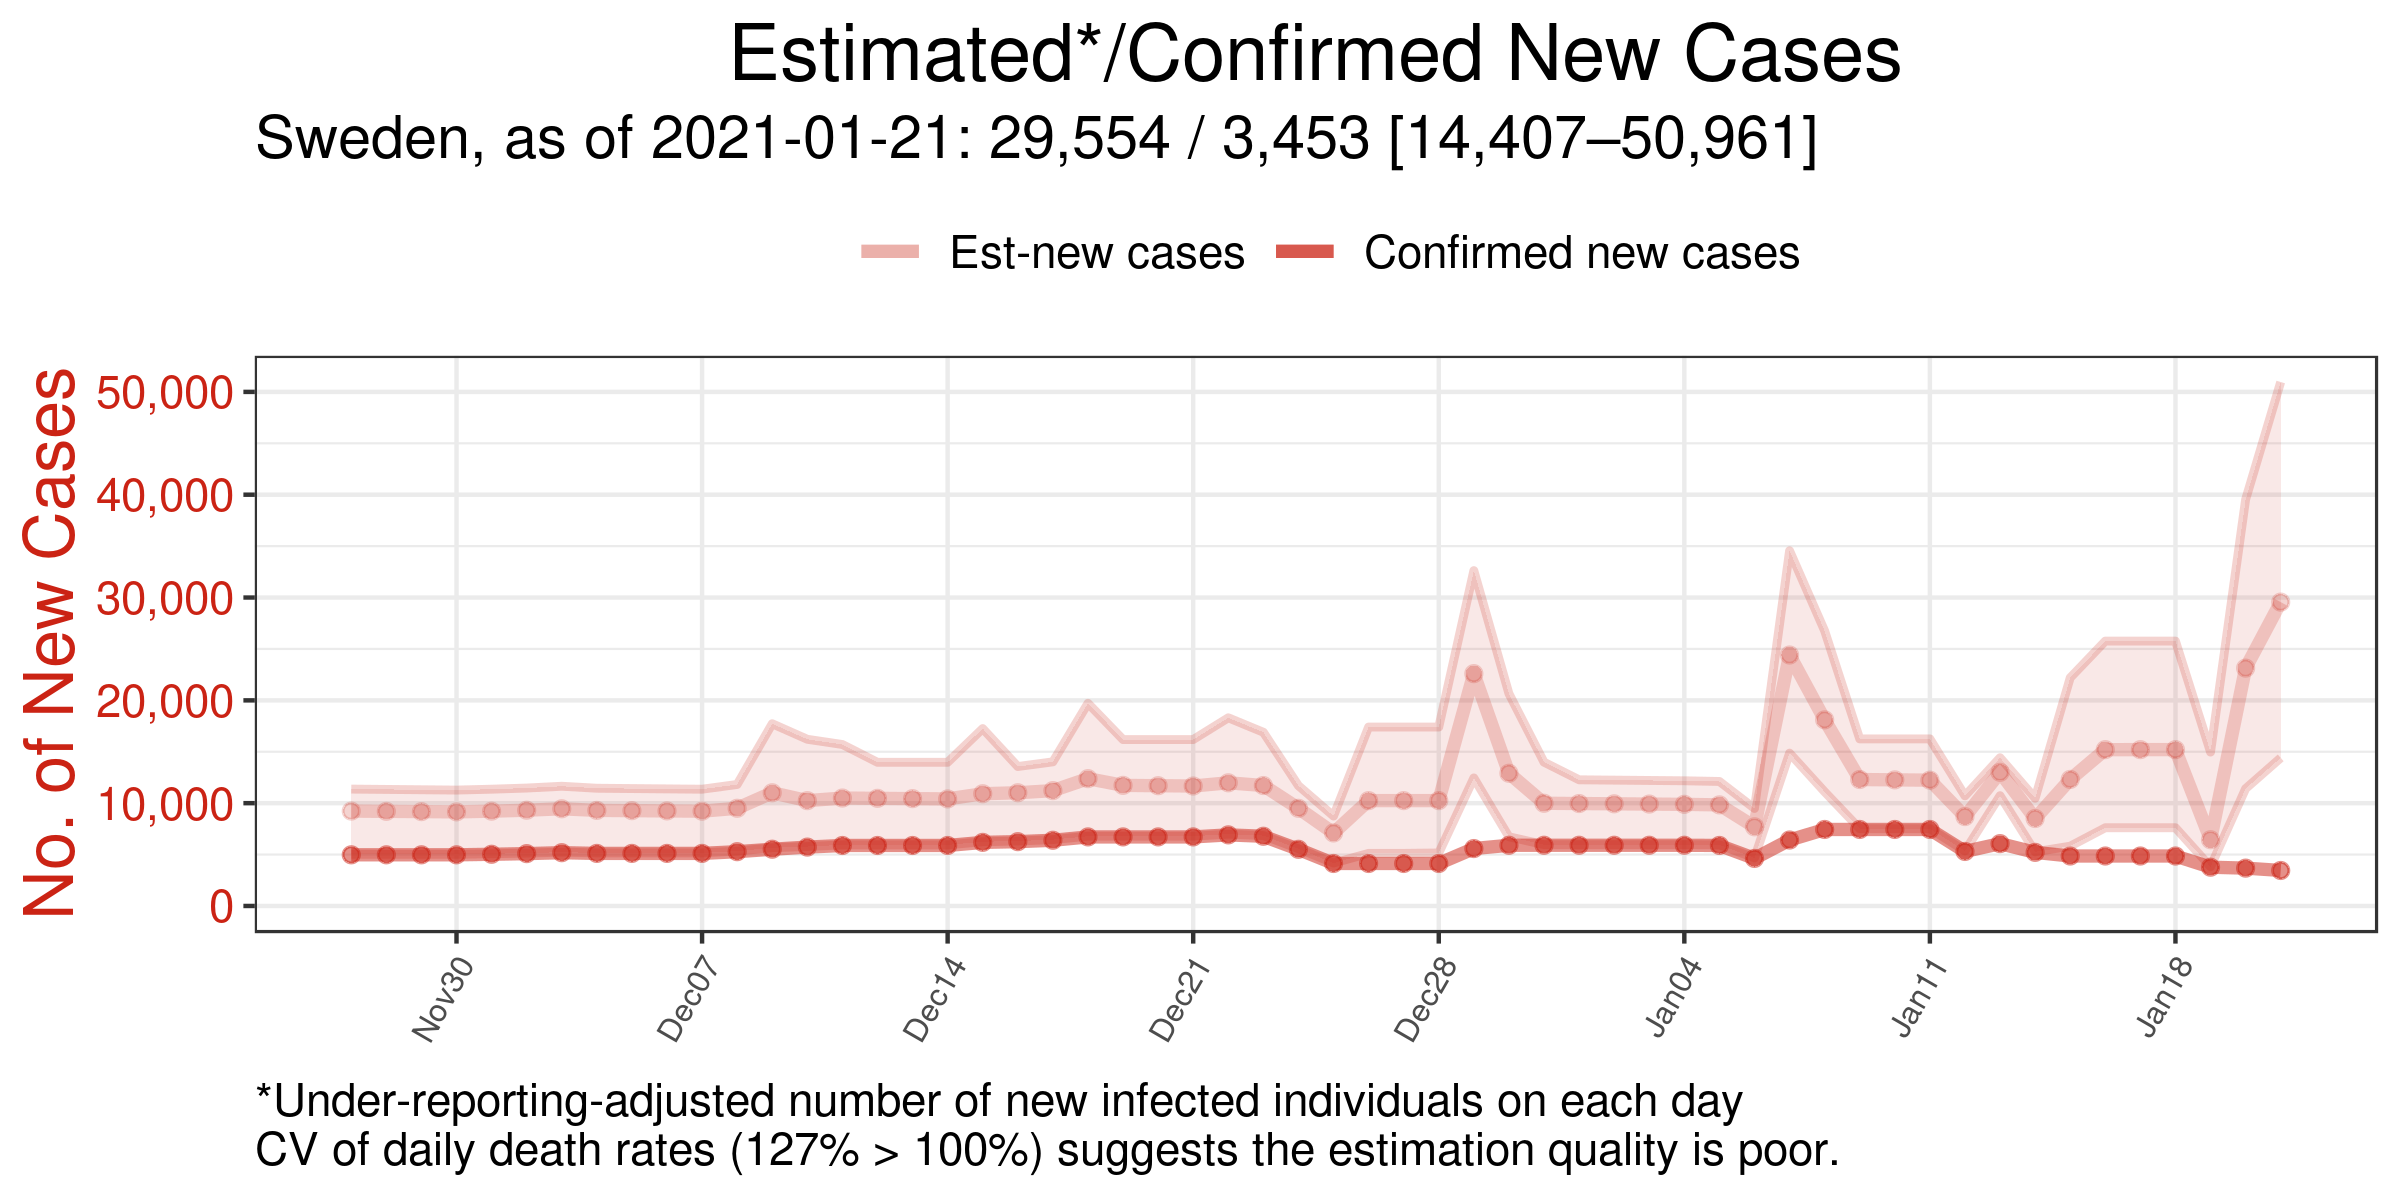 Estimated*/Confirmed New Cases
Sweden, as of 2021-01-21: 29,554 / 3,453 [14,407–50,961]
Est-new cases
Confirmed new cases
No. of New Cases
50,000
40,000
30,000
20,000
10,000
0
Nov30
Dec07
Dec14
Dec21
Dec28
Jan04
Jan11
Jan18
*Under-reporting-adjusted number of new infected individuals on each day
CV of daily death rates (127% > 100%) suggests the estimation quality is poor.